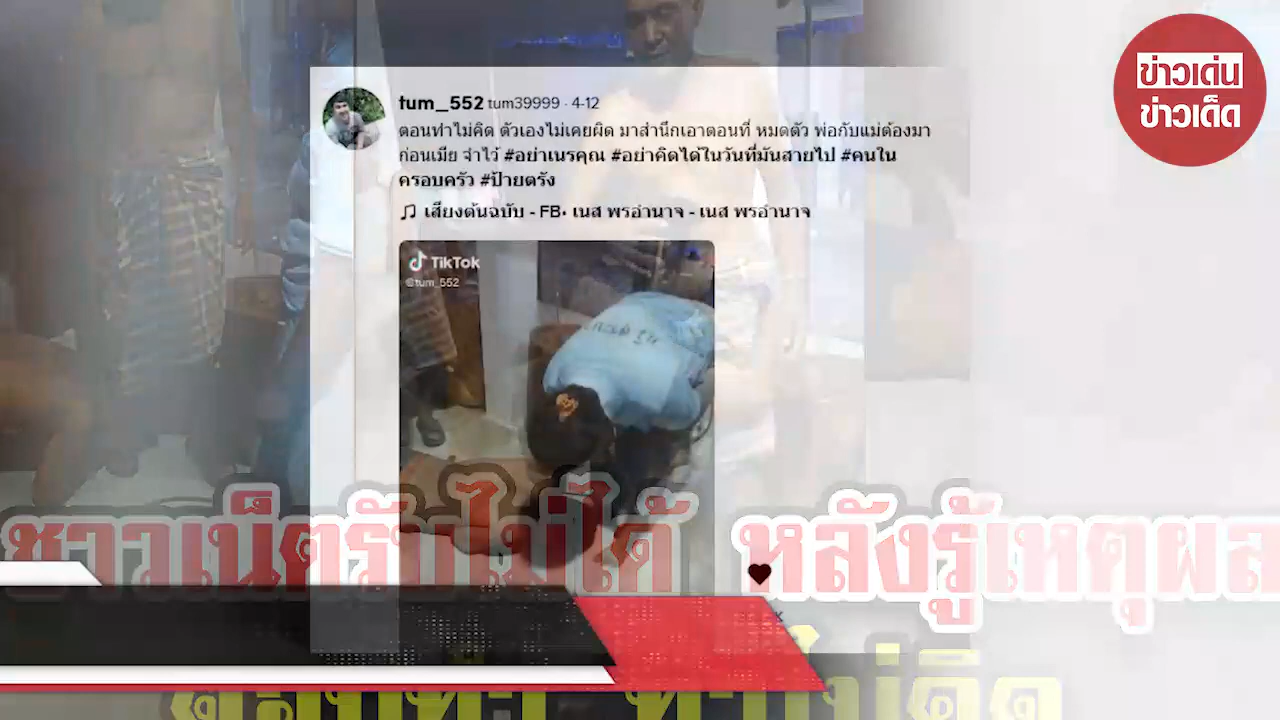 ข่าวเด่น
ข่าวเด็ด
tum_552 tum39999 · 4-12
ตอนทำไม่คิด ตัวเองไม่เคยผิด มาสำนึกเอาตอนที่ หมดตัว พ่อกับแม่ต้องมา
ก่อนเมีย จำไว้ #อย่าเนรคุณ #อย่าคิดได้ในวันที่มันสายไป #คนใน
ครอบครัว #ป้ายตรัง
เสียงต้นฉบับ - FB• เนส พรอำนาจ - เนส พรอำนาจ
TikTok
@tum_552
ชาวเน็ตรับไม่ได้ หลังรู้เหตุผล